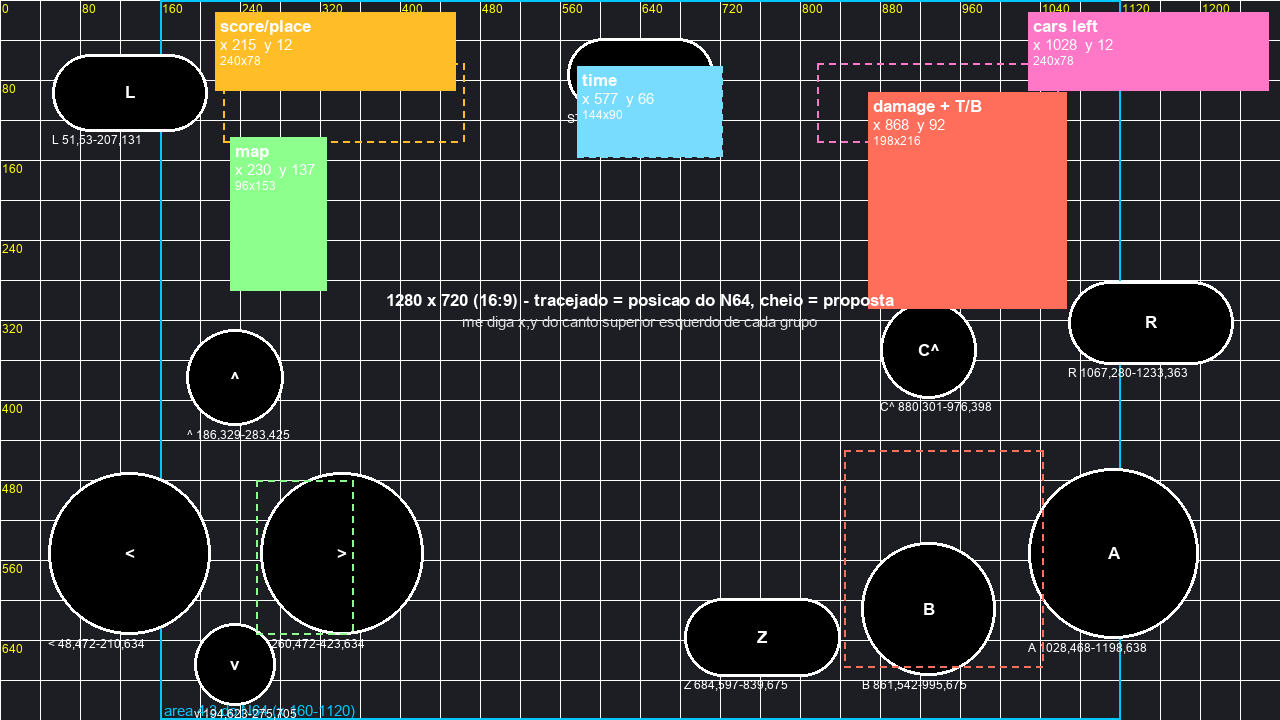 0 80 160 240 320 400 480 560 640 720 800 880 960 1040 1120 1200
score/place
x 215 y 12
240x78
cars left
x 1028 y 12
240x78
time
x 577 y 66
144x90
damage + T/B
x 868 y 92
198x216
80
L
L 51,53-207,131
map
x 230 y 137
96x153
160
240
1280 x 720 (16:9) - tracejado = posicao do N64, cheio = proposta
me diga x,y do canto superior esquerdo de cada grupo
320
R
R 1067,280-1233,363
C^
C^ 880,301-976,398
^
^ 186,329-283,425
400
480
<
>
A
560
B
Z
< 48,472-210,634
260,472-423,634
A 1028,468-1198,638
640
v
Z 684,597-839,675
B 861,542-995,675
v 194,623-275,705